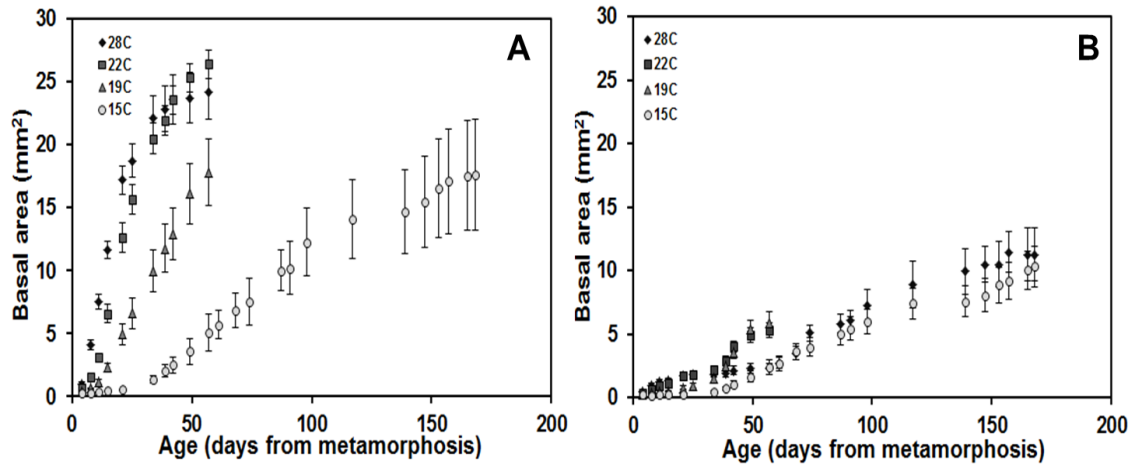 A
30
25
20
15
10
5
0
Basal area (mm²)
28C
22C
19C
15C
0 50 100 150 200
Age (days from metamorphosis)
B
30
25
20
15
10
5
0
Basal area (mm²)
28C
22C
19C
15C
0 50 100 150 200
Age (days from metamorphosis)